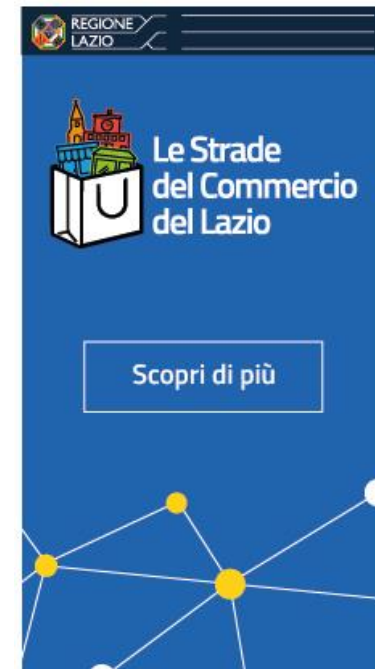 REGIONE
LAZIO
Le Strade
del Commercio
del Lazio
Scopri di più